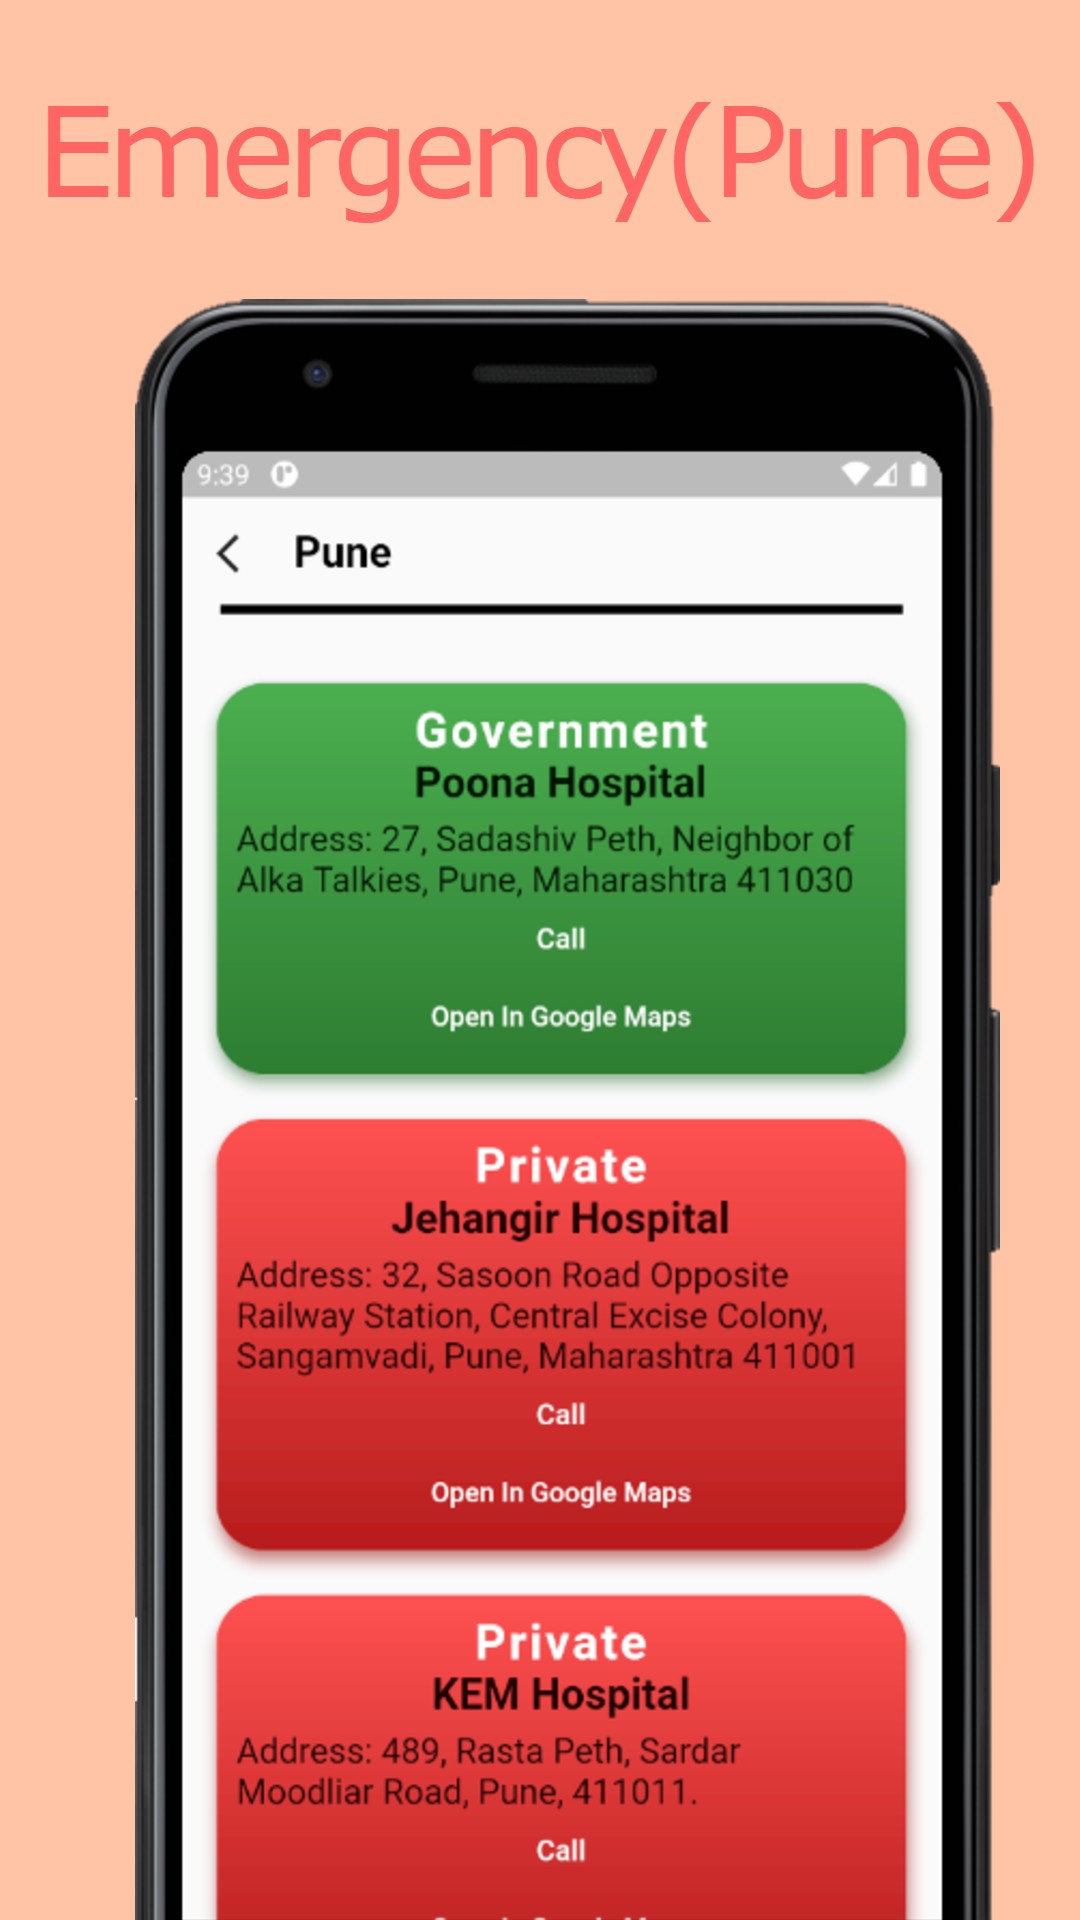 Emergency(Pune)
9:39
Pune
Government
Poona Hospital
Address: 27, Sadashiv Peth, Neighbor of
Alka Talkies, Pune, Maharashtra 411030
Call
Open In Google Maps
Private
Jehangir Hospital
Address: 32, Sasoon Road Opposite
Railway Station, Central Excise Colony,
Sangamvadi, Pune, Maharashtra 411001
Call
Open In Google Maps
Private
KEM Hospital
Address: 489, Rasta Peth, Sardar
Moodliar Road, Pune, 411011.
Call